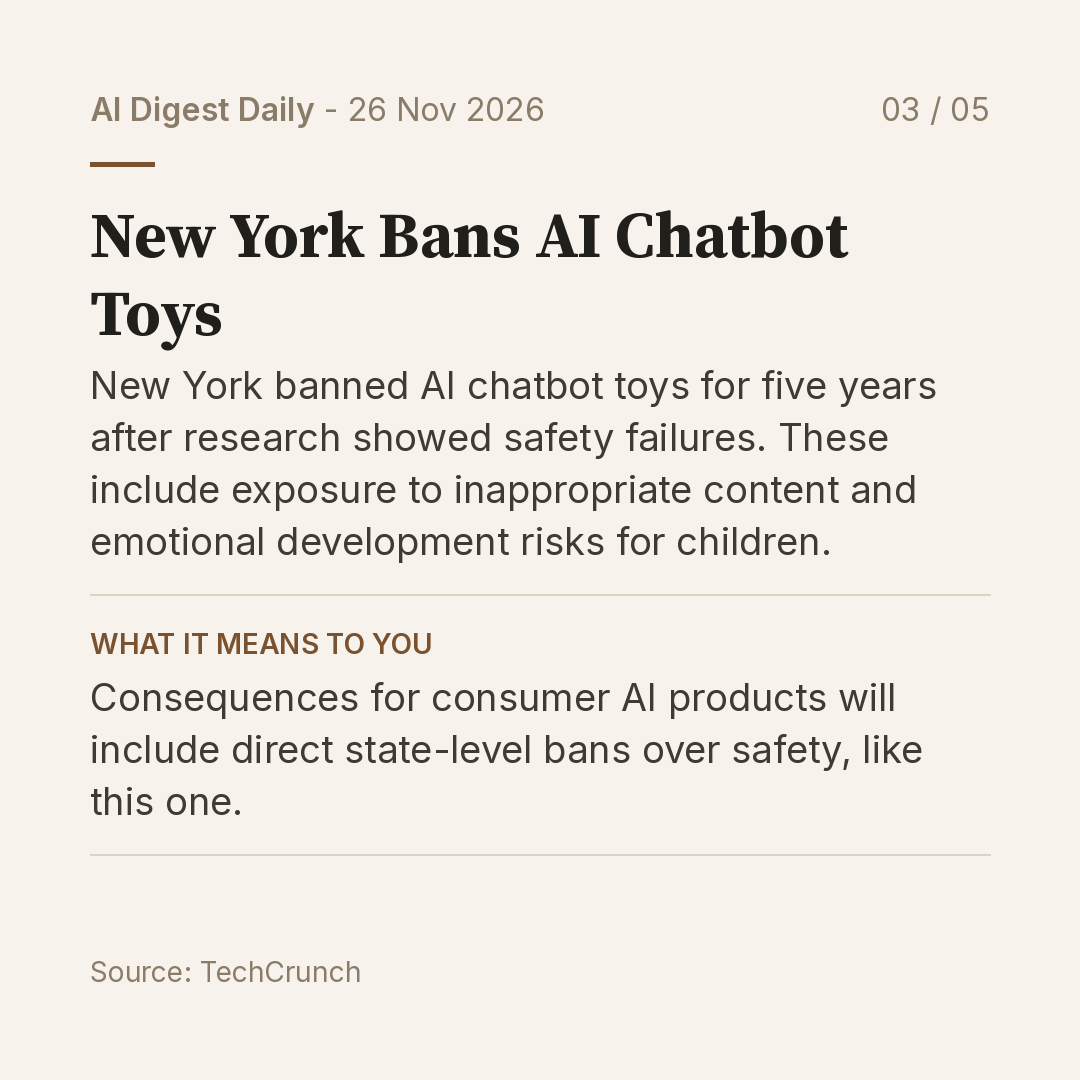 AI Digest Daily - 26 Nov 2026
03 / 05
New York Bans AI Chatbot
Toys
New York banned AI chatbot toys for five years
after research showed safety failures. These
include exposure to inappropriate content and
emotional development risks for children.
WHAT IT MEANS TO YOU
Consequences for consumer AI products will
include direct state-level bans over safety, like
this one.
Source: TechCrunch